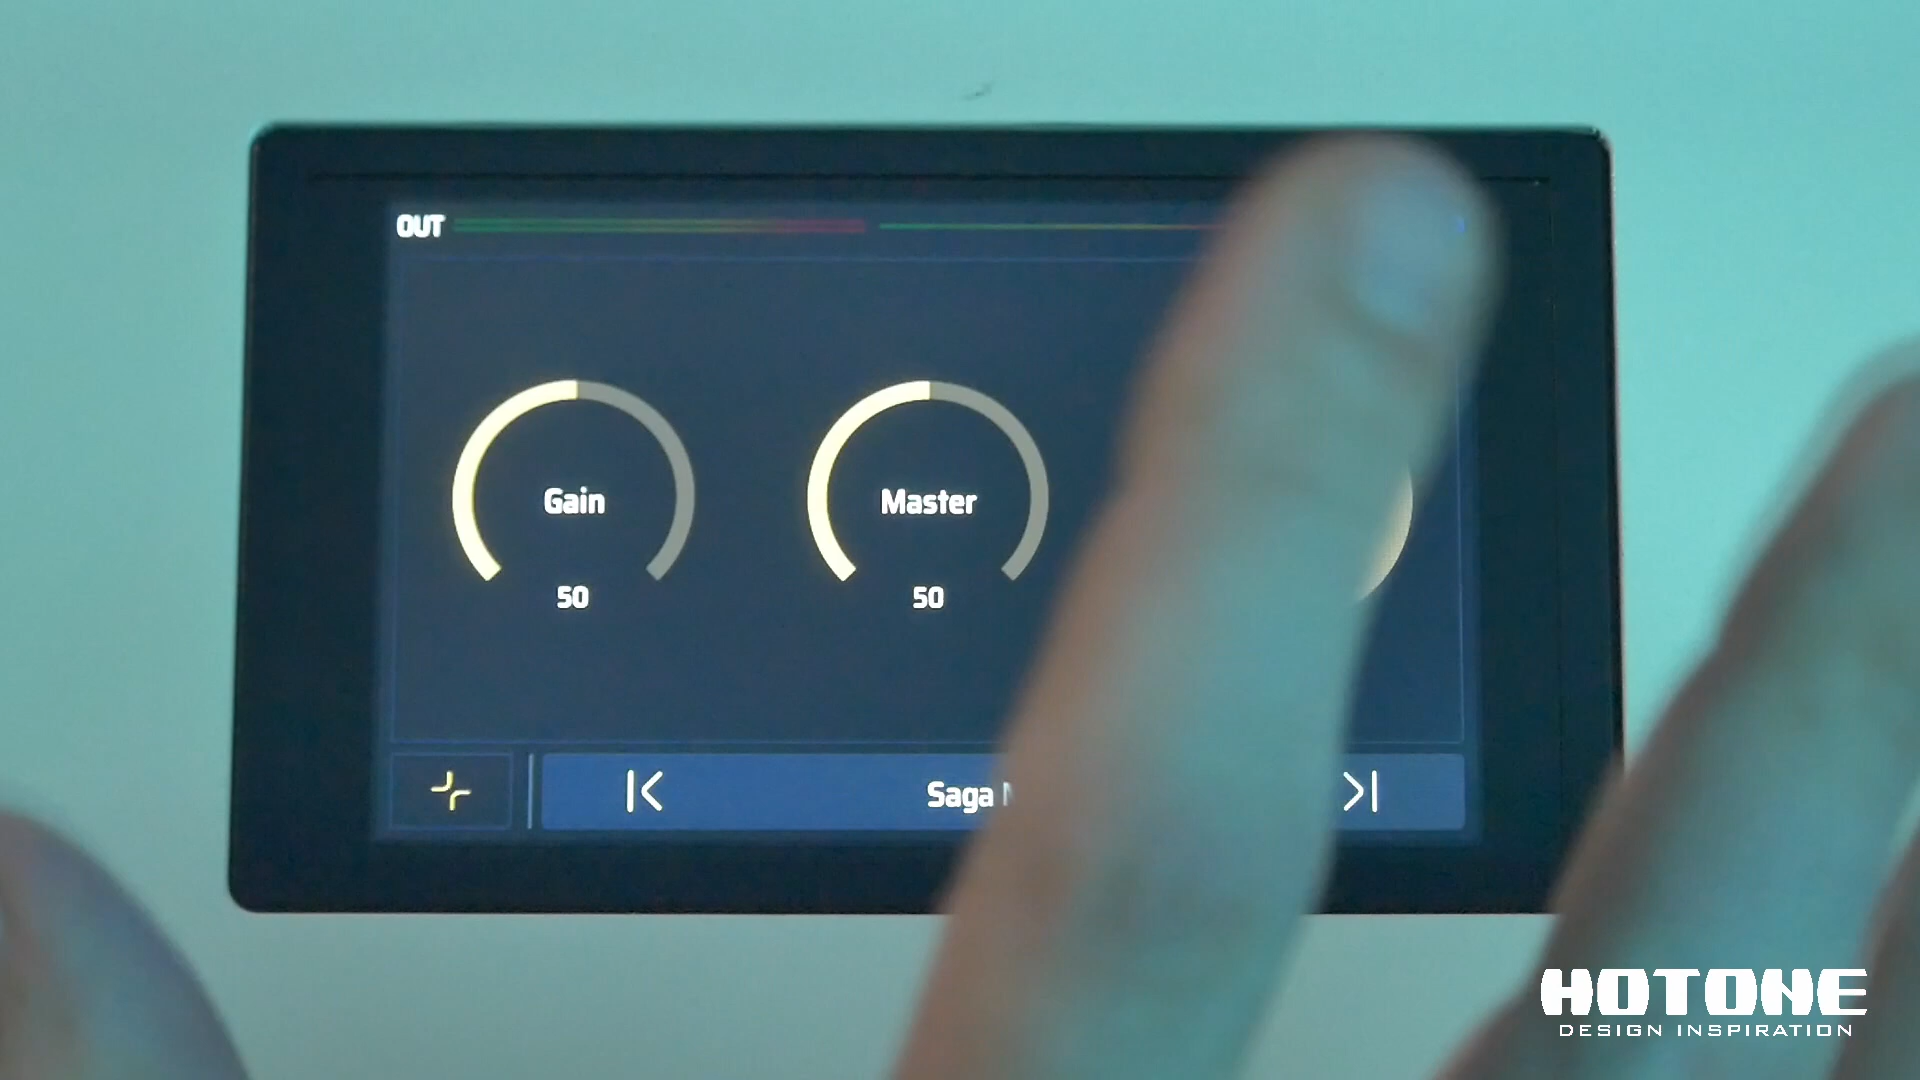 OUT
Gain
Master
50
50
Saga
HOTONE
DESIGN INSPIRATION